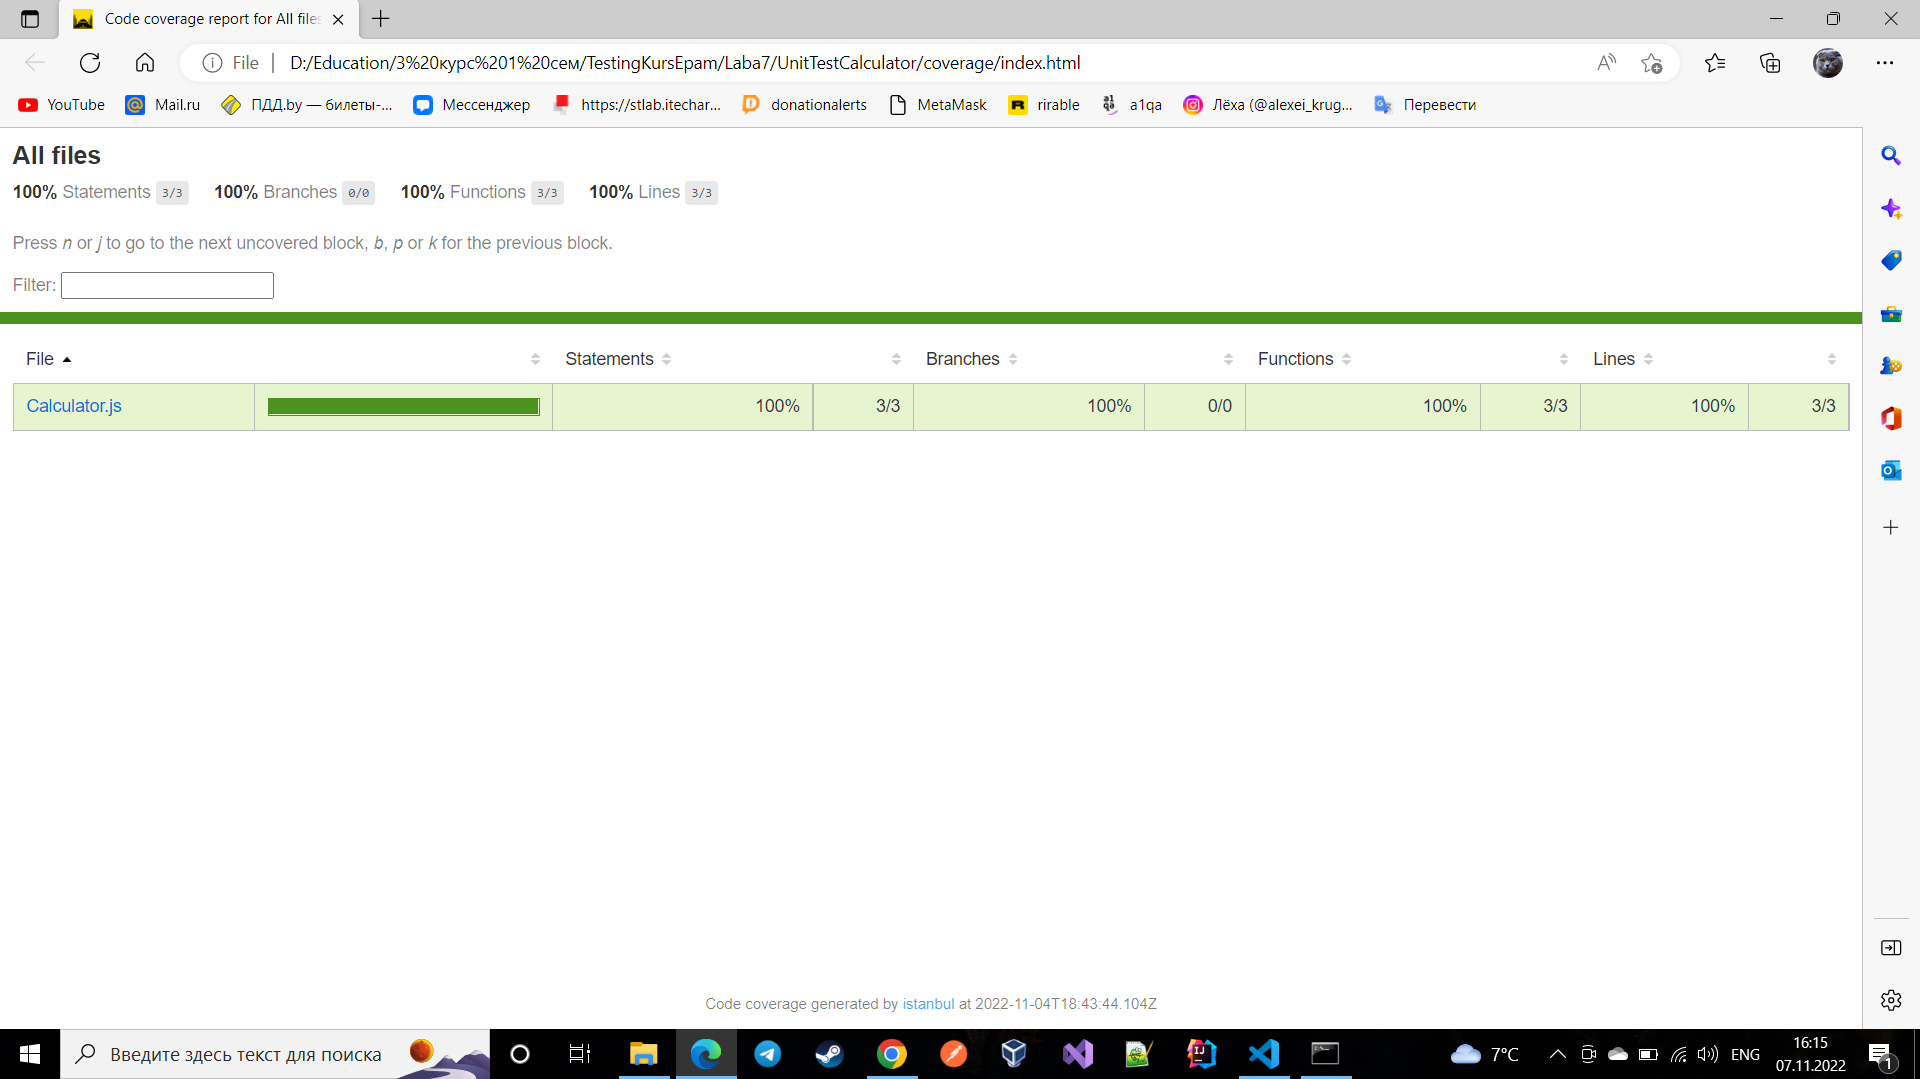 Code coverage report for All files
File
D:/Education/3%20курс%201%20сем/TestingKursEpam/Laba7/UnitTestCalculator/coverage/index.html
YouTube Mail.ru ПДД.by — билеты-... Мессенджер https://stlab.itechar... donationalerts MetaMask rirable a1qa Лёха (@alexei_krug... Перевести
All files
100% Statements 3/3 100% Branches 0/0 100% Functions 3/3 100% Lines 3/3
Press n or j to go to the next uncovered block, b, p or k for the previous block.
Filter:
File Statements Branches Functions Lines
Calculator.js 100% 3/3 100% 0/0 100% 3/3 100% 3/3
Code coverage generated by istanbul at 2022-11-04T18:43:44.104Z
Введите здесь текст для поиска
7°C
ENG
16:15
07.11.2022
1